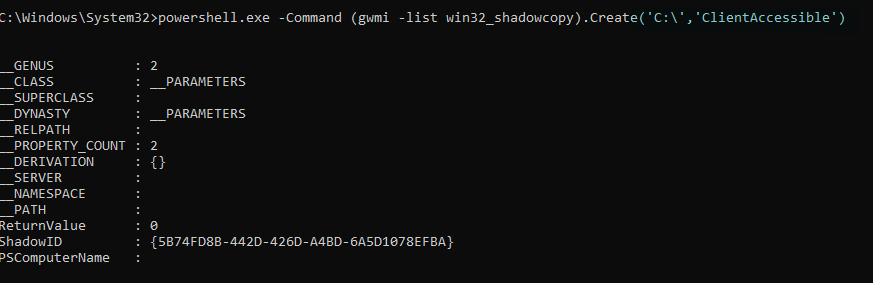 C:\Windows\System32>powershell.exe -Command (gwmi -list win32_shadowcopy).Create('C:\','ClientAccessible')
__GENUS : 2
__CLASS : __PARAMETERS
__SUPERCLASS :
__DYNASTY : __PARAMETERS
__RELPATH :
__PROPERTY_COUNT : 2
__DERIVATION : {}
__SERVER :
__NAMESPACE :
__PATH :
ReturnValue : 0
ShadowID : {5B74FD8B-442D-426D-A4BD-6A5D1078EFBA}
PSComputerName :